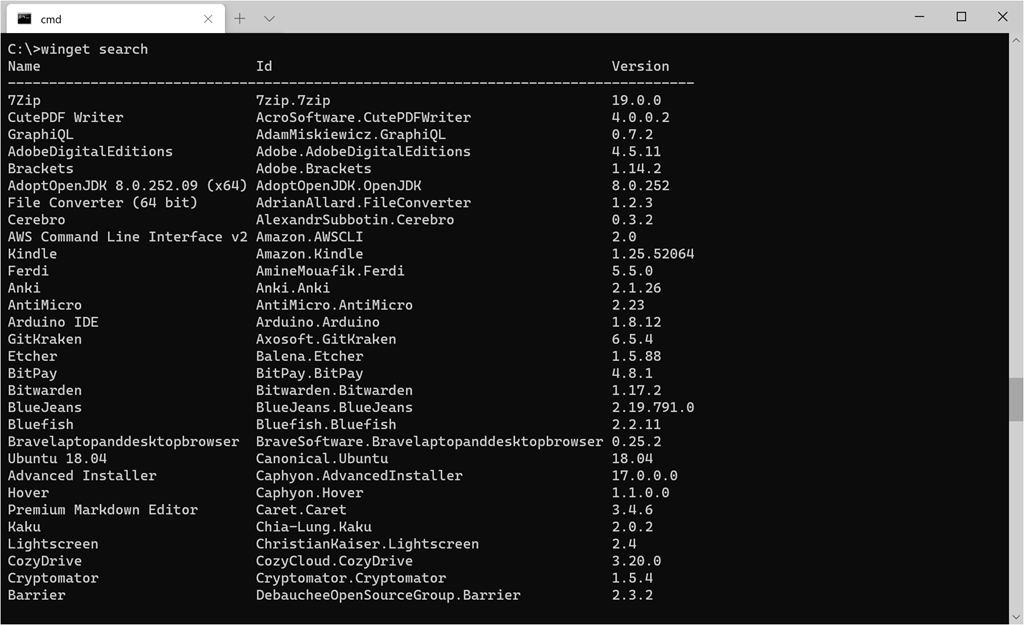 cmd
C:\>winget search
Name Id Version
-----------------------------------------------------------------------------------
7Zip 7zip.7zip 19.0.0
CutePDF Writer AcroSoftware.CutePDFWriter 4.0.0.2
GraphiQL AdamMiskiewicz.GraphiQL 0.7.2
AdobeDigitalEditions Adobe.AdobeDigitalEditions 4.5.11
Brackets Adobe.Brackets 1.14.2
AdoptOpenJDK 8.0.252.09 (x64) AdoptOpenJDK.OpenJDK 8.0.252
File Converter (64 bit) AdrianAllard.FileConverter 1.2.3
Cerebro AlexandrSubbotin.Cerebro 0.3.2
AWS Command Line Interface v2 Amazon.AWSCLI 2.0
Kindle Amazon.Kindle 1.25.52064
Ferdi AmineMouafik.Ferdi 5.5.0
Anki Anki.Anki 2.1.26
AntiMicro AntiMicro.AntiMicro 2.23
Arduino IDE Arduino.Arduino 1.8.12
GitKraken Axosoft.GitKraken 6.5.4
Etcher Balena.Etcher 1.5.88
BitPay BitPay.BitPay 4.8.1
Bitwarden Bitwarden.Bitwarden 1.17.2
BlueJeans BlueJeans.BlueJeans 2.19.791.0
Bluefish Bluefish.Bluefish 2.2.11
Bravelaptopanddesktopbrowser BraveSoftware.Bravelaptopanddesktopbrowser 0.25.2
Ubuntu 18.04 Canonical.Ubuntu 18.04
Advanced Installer Caphyon.AdvancedInstaller 17.0.0.0
Hover Caphyon.Hover 1.1.0.0
Premium Markdown Editor Caret.Caret 3.4.6
Kaku Chia-Lung.Kaku 2.0.2
Lightscreen ChristianKaiser.Lightscreen 2.4
CozyDrive CozyCloud.CozyDrive 3.20.0
Cryptomator Cryptomator.Cryptomator 1.5.4
Barrier DebaucheeOpenSourceGroup.Barrier 2.3.2